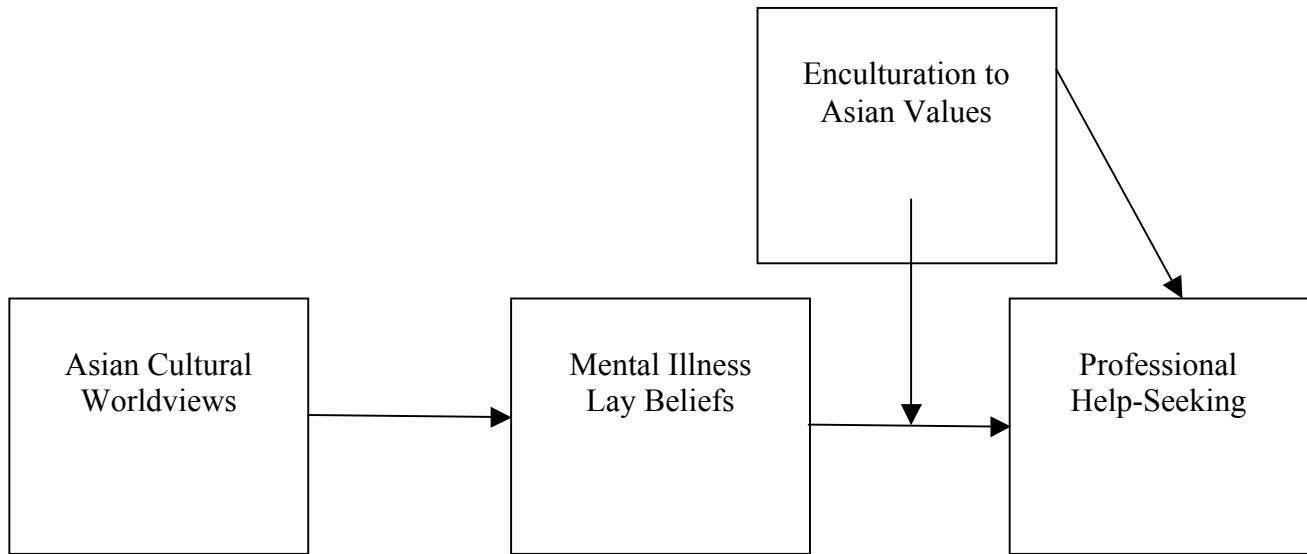 Enculturation to
Asian Values
Asian Cultural
Worldviews
Mental Illness
Lay Beliefs
Professional
Help-Seeking